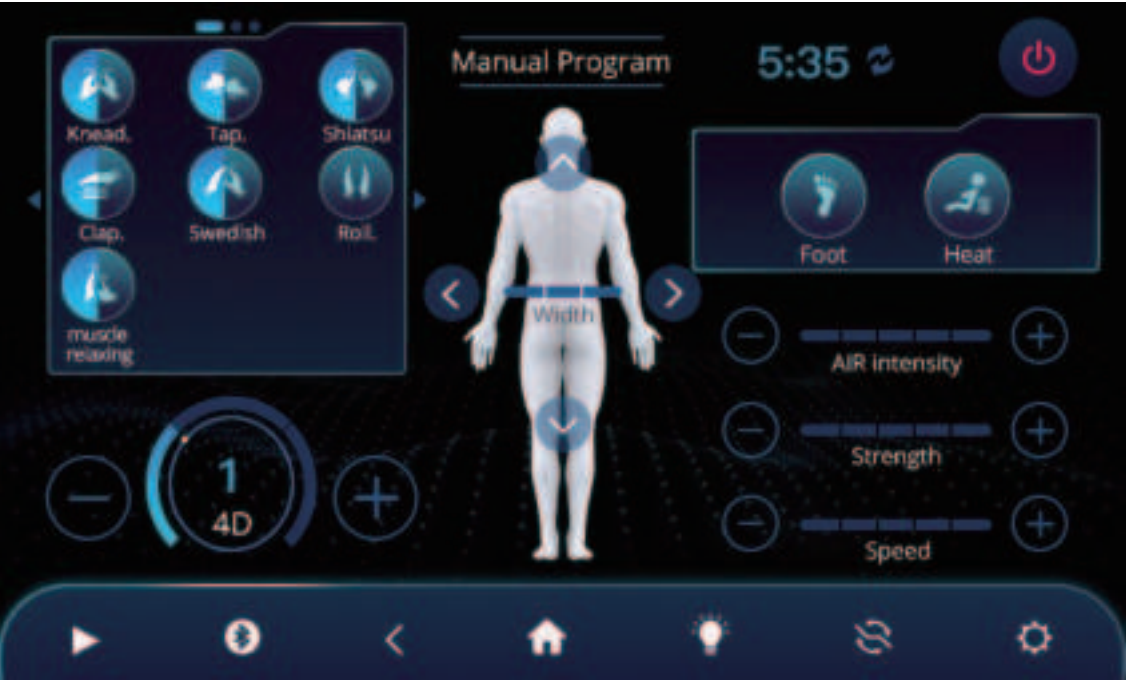 Manual Program
5:35
Knead.
Tap.
Shiatsu
Clap.
Swedish
Roll.
muscle
relaxing
Foot
Heat
Width
AIR intensity
Strength
Speed
1
4D